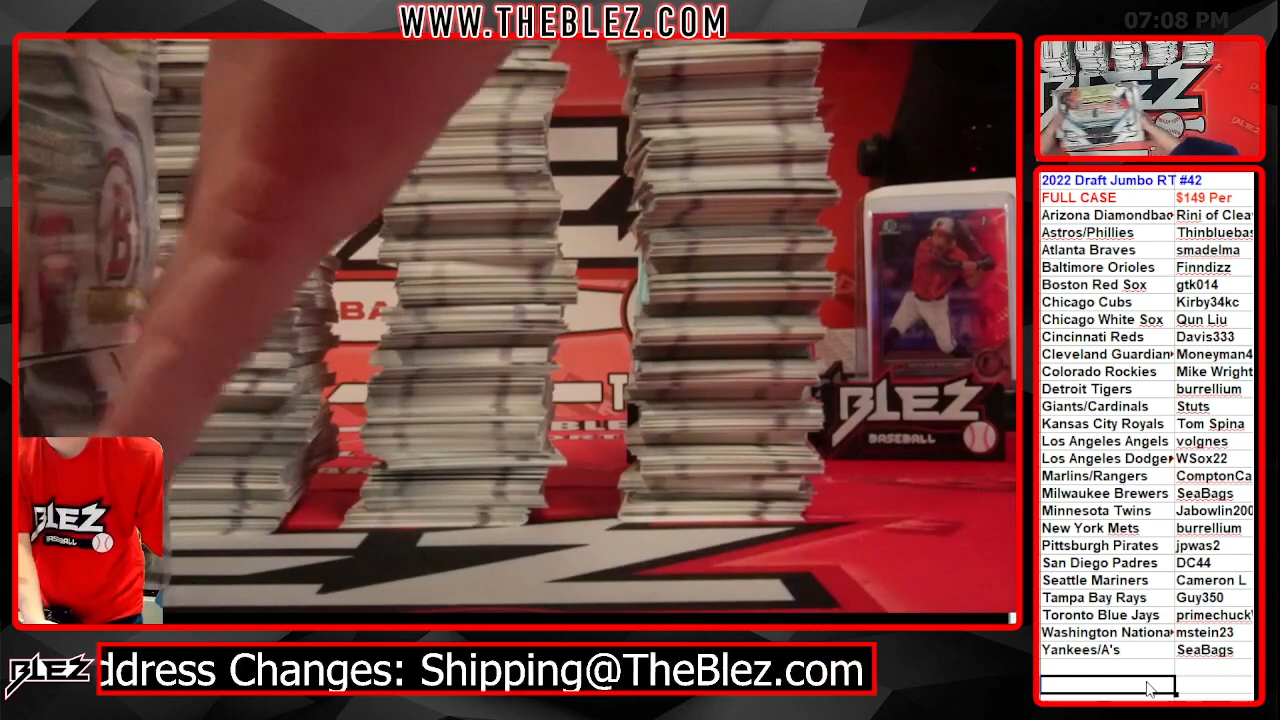 WWW.THEBLEZ.COM
07:08 PM
BLEZ
2022 Draft Jumbo RT #42
FULL CASE $149 Per
Arizona Diamondbac Rini of Clea
Astros/Phillies Thinblueba
Atlanta Braves smadelma
Baltimore Orioles Finndizz
Boston Red Sox gtk014
Chicago Cubs Kirby34kc
Chicago White Sox Qun Liu
Cincinnati Reds Davis333
Cleveland Guardian Moneyman4
Colorado Rockies Mike Wright
Detroit Tigers burrellium
Giants/Cardinals Stuts
Kansas City Royals Tom Spina
Los Angeles Angels volgnes
Los Angeles Dodger WSox22
Marlins/Rangers ComptonCa
Milwaukee Brewers SeaBags
Minnesota Twins Jabowlin200
New York Mets burrellium
Pittsburgh Pirates jpwas2
San Diego Padres DC44
Seattle Mariners Cameron L
Tampa Bay Rays Guy350
Toronto Blue Jays primechuck
Washington Nationa mstein23
Yankees/A's SeaBags
B
BA
BLE
BLEZ
BASEBALL
BLEZ
BASEBALL
BLEZ
ddress Changes: Shipping@TheBlez.com